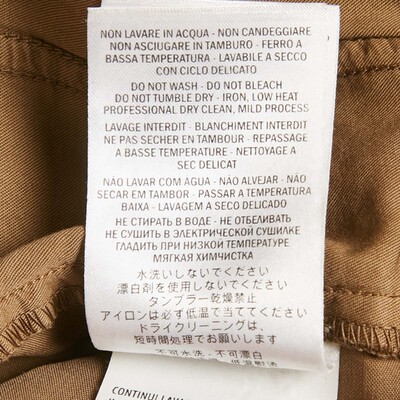 NON LAVARE IN ACQUA - NON CANDEGGIARE
NON ASCIUGARE IN TAMBURO - FERRO A
BASSA TEMPERATURA - LAVABILE A SECCO
CON CICLO DELICATO
DO NOT WASH - DO NOT BLEACH
DO NOT TUMBLE DRY - IRON, LOW HEAT
PROFESSIONAL DRY CLEAN, MILD PROCESS
LAVAGE INTERDIT - BLANCHIMENT INTERDIT
NE PAS SÉCHER EN TAMBOUR - REPASSAGE
A BASSE TEMPERATURE - NETTOYAGE A
SEC DELICAT
NÃO LAVAR COM ÁGUA - NÃO ALVEJAR - NÃO
SECAR EM TAMBOR - PASSAR A TEMPERATURA
BAIXA - LAVAGEM A SECO DELICADO
НЕ СТИРАТЬ В ВОДЕ - НЕ ОТБЕЛИВАТЬ
НЕ СУШИТЬ В ЭЛЕКТРИЧЕСКОЙ СУШИЛКЕ
ГЛАДИТЬ ПРИ НИЗКОЙ ТЕМПЕРАТУРЕ
МЯГКАЯ ХИМЧИСТКА
水洗いしないでください
漂白剤を使用しないでください
タンブラー乾燥禁止
アイロンは必ず低温で当ててください
ドライクリーニングは、
短時間処理でお願いします
不可水洗 - 不可漂白
CONTINUI LAVA